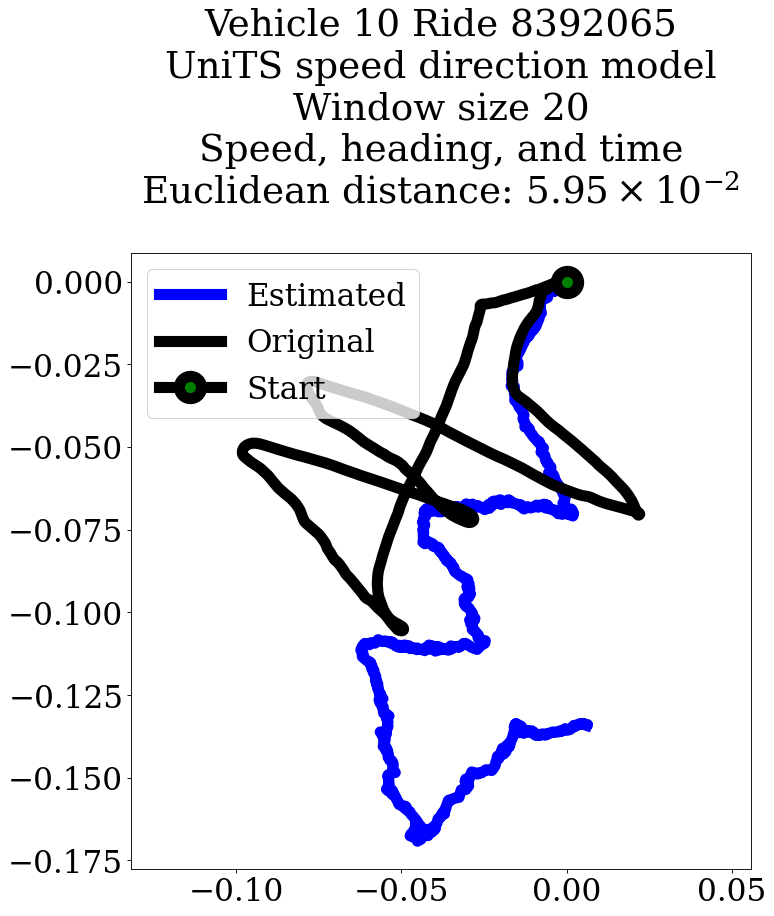 Vehicle 10 Ride 8392065
UniTS speed direction model
Window size 20
Speed, heading, and time
Euclidean distance: 5.95 × 10⁻²
Estimated
Original
Start
0.000
−0.025
−0.050
−0.075
−0.100
−0.125
−0.150
−0.175
−0.10
−0.05
0.00
0.05